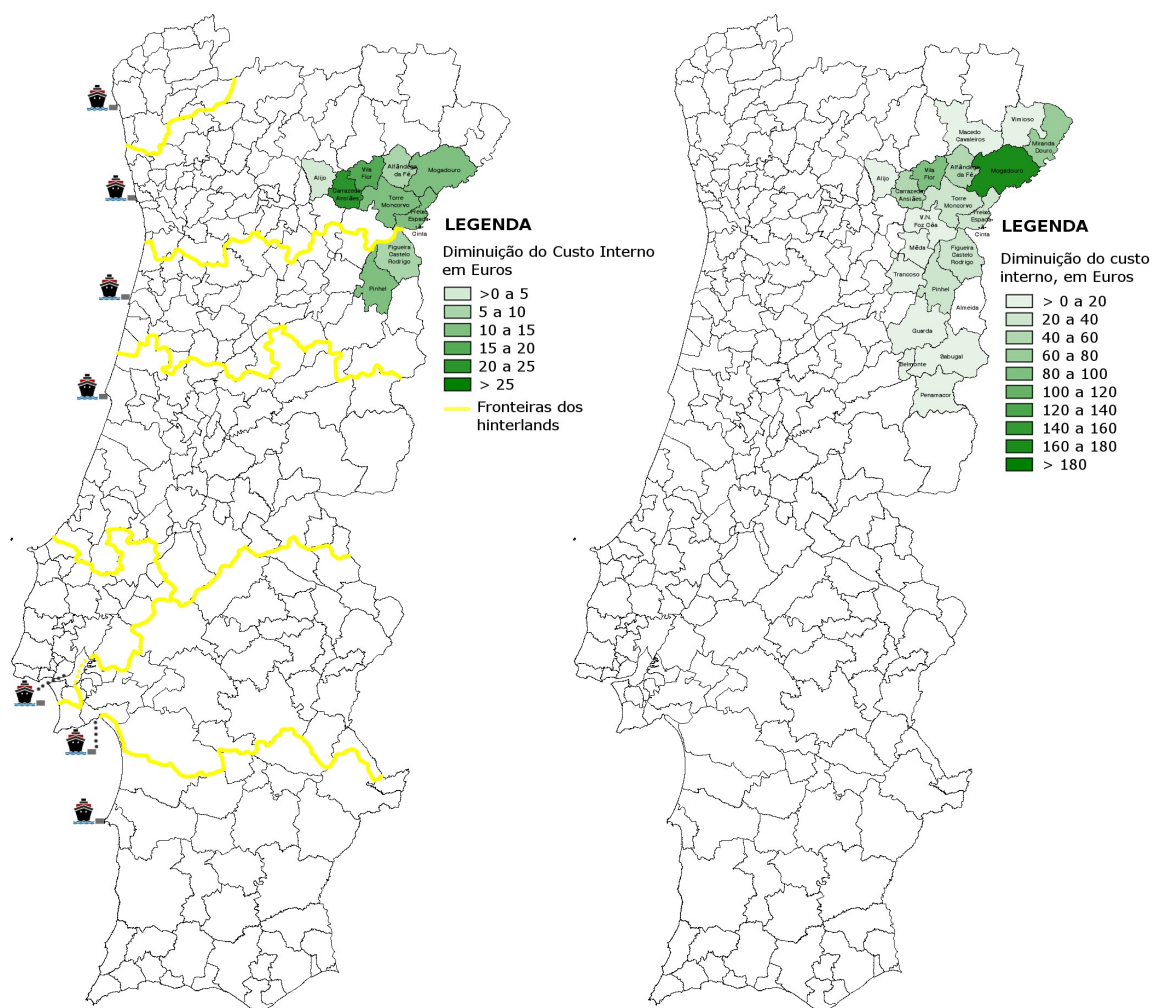 Alijo
Carrazeda
Ansiães
Vila
Flor
Alfândega
da Fé
Mogadouro
Torre
Moncorvo
Freixo
Espada
à
Cinta
Figueira
Castelo
Rodrigo
Pinhel
LEGENDA
Diminuição do Custo Interno
em Euros
>0 a 5
5 a 10
10 a 15
15 a 20
20 a 25
> 25
Fronteiras dos
hinterlands
Macedo
Cavaleiros
Vimioso
Miranda
Douro
Alijo
Carrazeda
Ansiães
Vila
Flor
Alfândega
da Fé
Mogadouro
Torre
Moncorvo
Freixo
Espada
à
Cinta
V.N.
Foz Côa
Mêda
Figueira
Castelo
Rodrigo
Trancoso
Pinhel
Almeida
Guarda
Sabugal
Belmonte
Penamacor
LEGENDA
Diminuição do custo
interno, em Euros
> 0 a 20
20 a 40
40 a 60
60 a 80
80 a 100
100 a 120
120 a 140
140 a 160
160 a 180
> 180